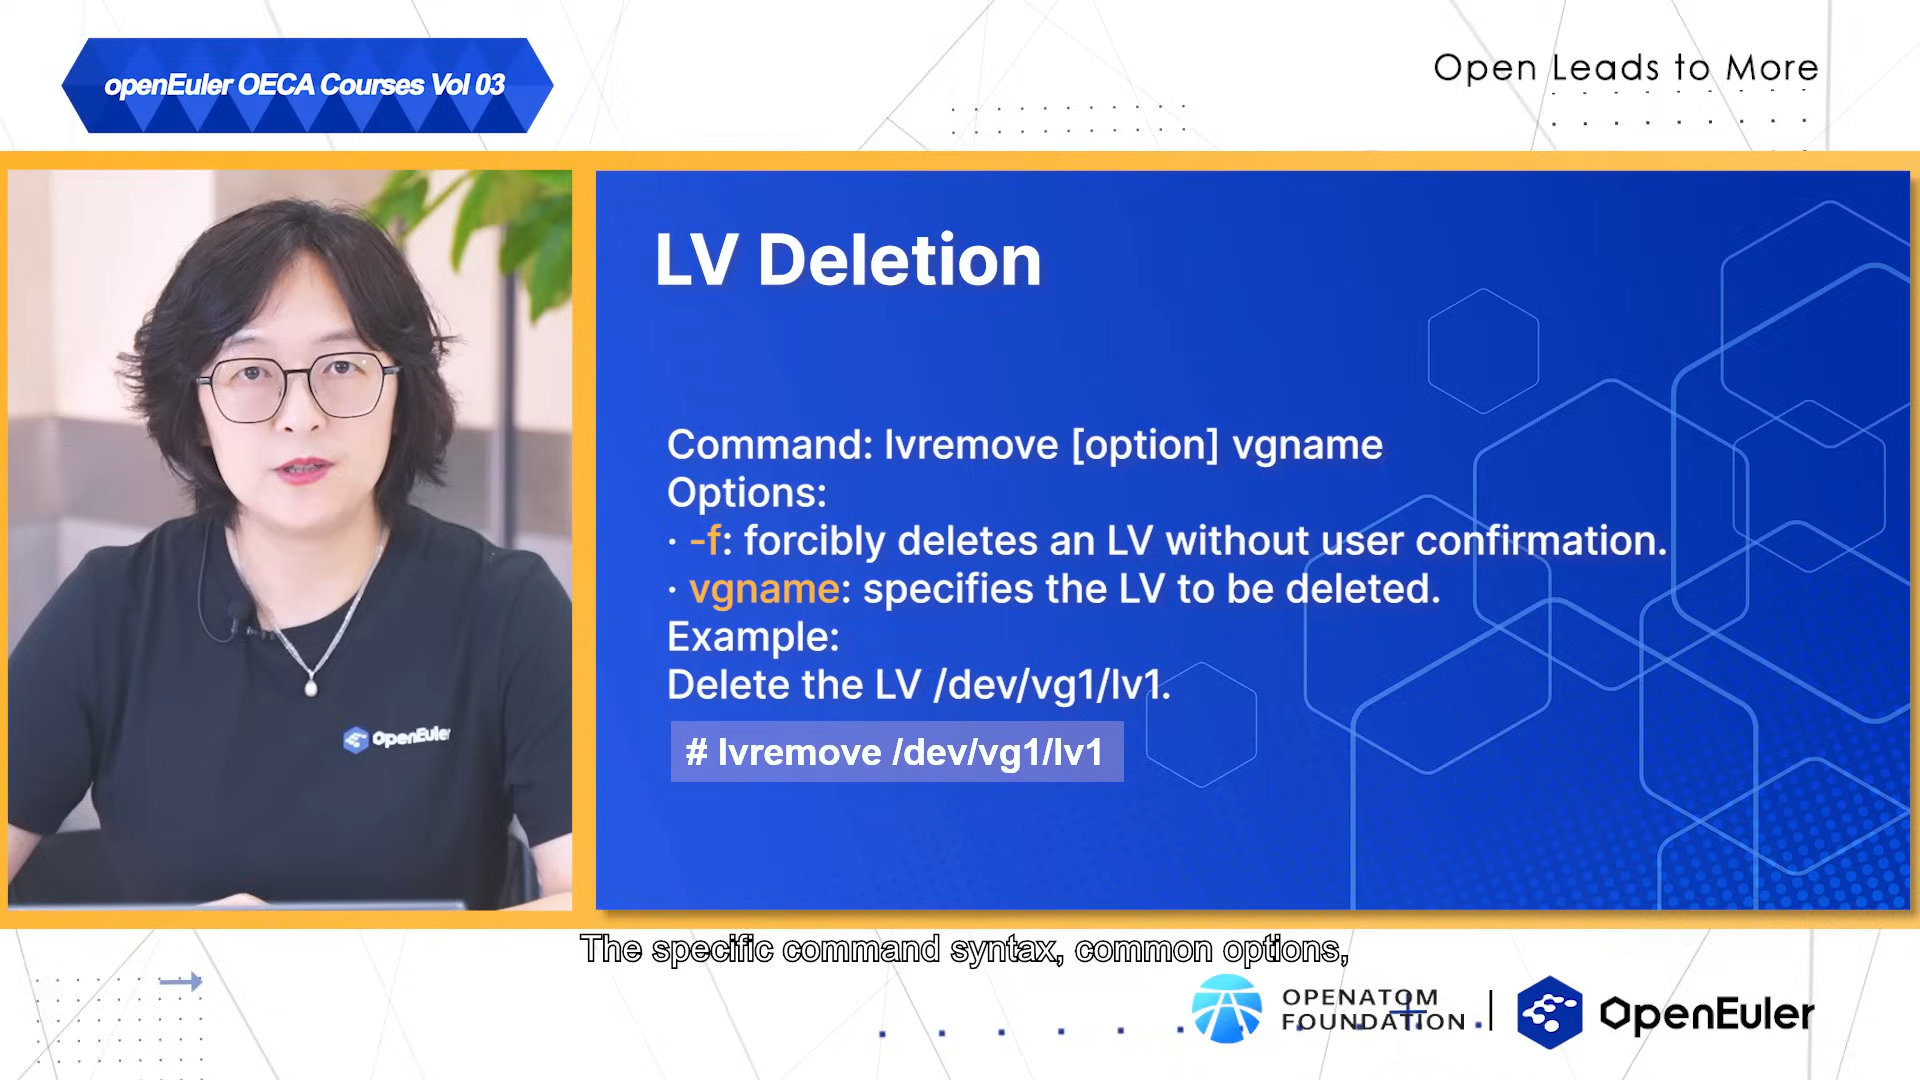 openEuler OECA Courses Vol 03
Open Leads to More
LV Deletion
Command: lvremove [option] vgname
Options:
· -f: forcibly deletes an LV without user confirmation.
· vgname: specifies the LV to be deleted.
Example:
Delete the LV /dev/vg1/lv1.
# lvremove /dev/vg1/lv1
OpenEuler
The specific command syntax, common options,
OPENATOM
FOUNDATION
OpenEuler